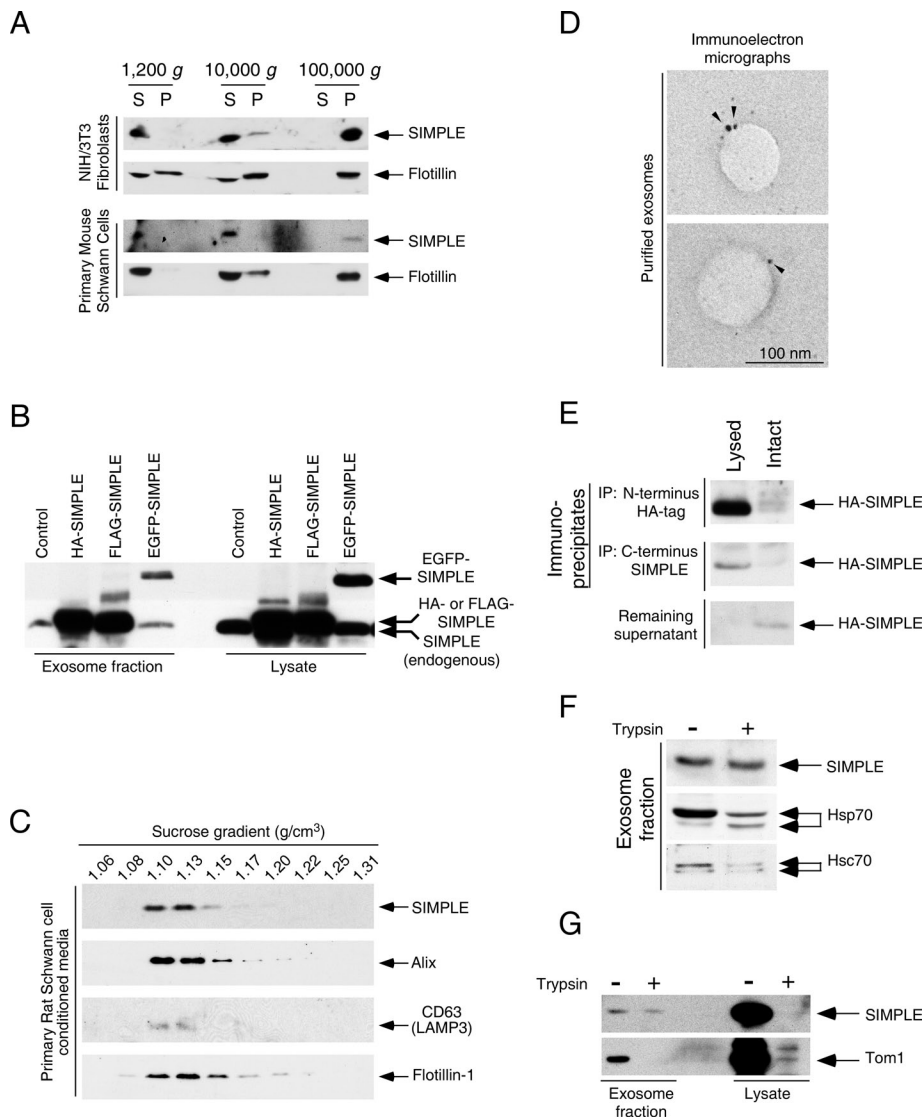 A
1,200 g 10,000 g 100,000 g
S P S P S P
NIH/3T3
Fibroblasts
SIMPLE
Flotillin
Primary Mouse
Schwann Cells
SIMPLE
Flotillin
B
Control
HA-SIMPLE
FLAG-SIMPLE
EGFP-SIMPLE
Control
HA-SIMPLE
FLAG-SIMPLE
EGFP-SIMPLE
EGFP-
SIMPLE
HA- or FLAG-
SIMPLE
SIMPLE
(endogenous)
Exosome fraction Lysate
C
Sucrose gradient (g/cm³)
1.06 1.08 1.10 1.13 1.15 1.17 1.20 1.22 1.25 1.31
Primary Rat Schwann cell
conditioned media
SIMPLE
Alix
CD63
(LAMP3)
Flotillin-1
D
Immunoelectron
micrographs
Purified exosomes
100 nm
E
Lysed
Intact
Immuno-
precipitates
IP: N-terminus
HA-tag
HA-SIMPLE
IP: C-terminus
SIMPLE
HA-SIMPLE
Remaining
supernatant
HA-SIMPLE
F
Trypsin - +
Exosome
fraction
SIMPLE
Hsp70
Hsc70
G
Trypsin - + - +
SIMPLE
Tom1
Exosome
fraction
Lysate